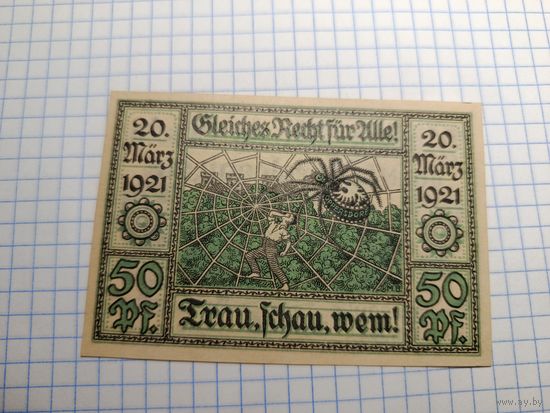 Gleiches Recht für Alle!
20.
März
1921
20.
März
1921
50
Pf.
50
Pf.
Trau, schau, wem!
www.ay.by